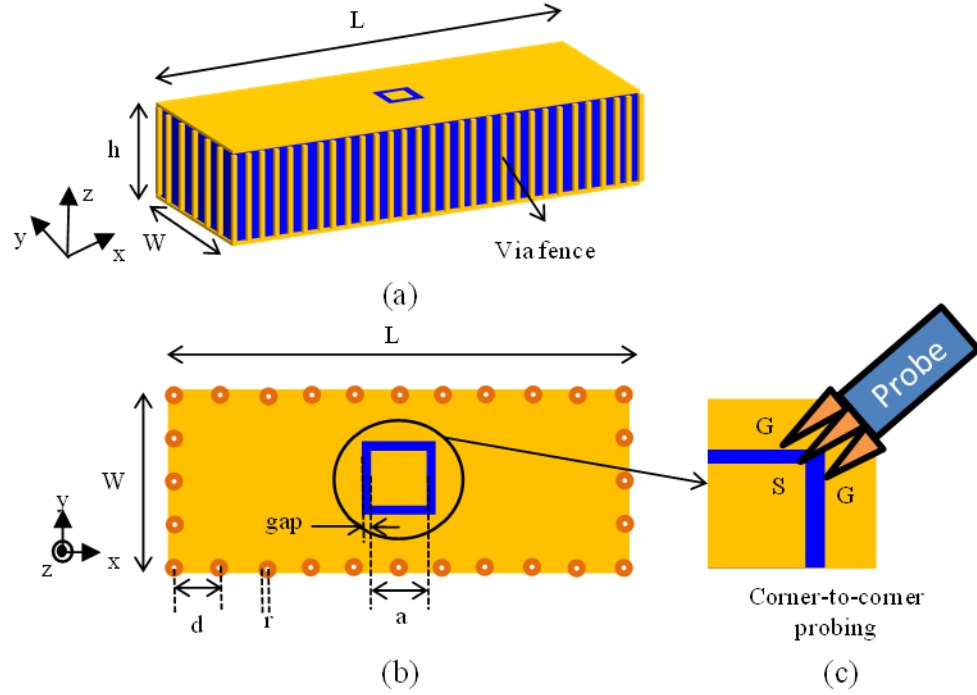 L
h
z
y
x
W
Via fence
(a)
L
W
y
z
x
gap
d
r
a
(b)
Probe
G
S
G
Corner-to-corner
probing
(c)